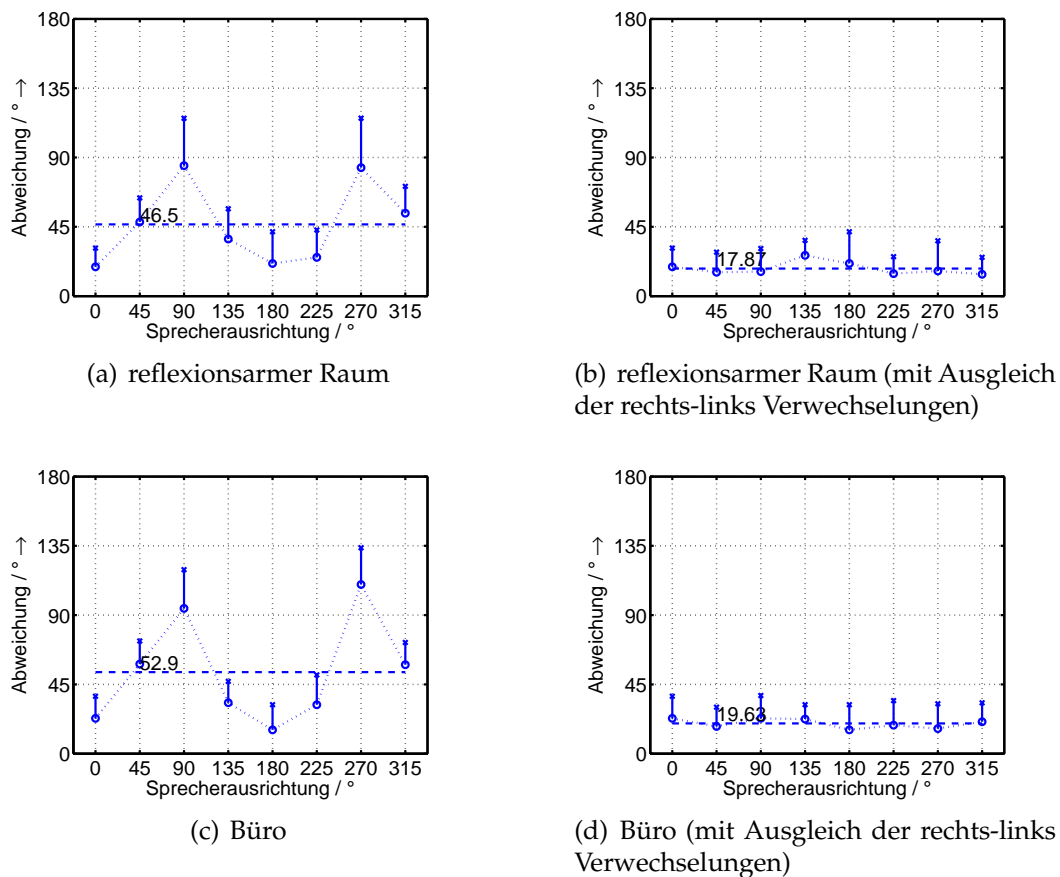 180
135
90
45
0
Abweichung / ° →
46.5
0 45 90 135 180 225 270 315
Sprecherausrichtung / °
(a) reflexionsarmer Raum
180
135
90
45
0
Abweichung / ° →
17.87
0 45 90 135 180 225 270 315
Sprecherausrichtung / °
(b) reflexionsarmer Raum (mit Ausgleich
der rechts-links Verwechselungen)
180
135
90
45
0
Abweichung / ° →
52.9
0 45 90 135 180 225 270 315
Sprecherausrichtung / °
(c) Büro
180
135
90
45
0
Abweichung / ° →
19.63
0 45 90 135 180 225 270 315
Sprecherausrichtung / °
(d) Büro (mit Ausgleich der rechts-links
Verwechselungen)